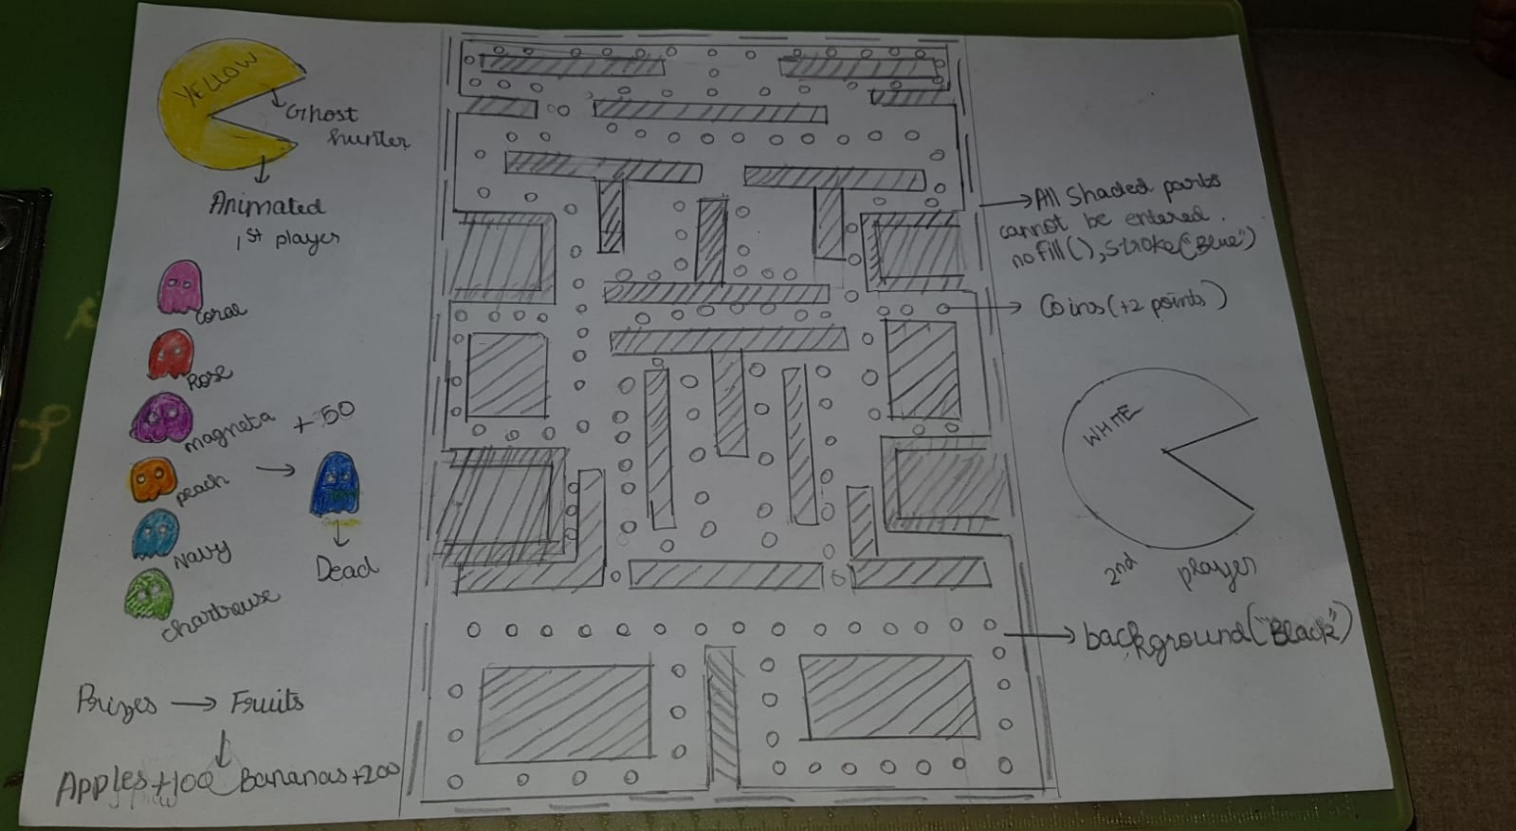 YELLOW
Ghost
hunter
Animated
1st player
coral
Rose
magneta
+50
peach
Navy
Dead
chartreuse
Prizes → Fruits
Apples +100 Bananas +200
All Shaded parts
cannot be entered.
nofill(), stroke("Blue")
Coins (+2 points)
WHITE
2nd player
background("Black")